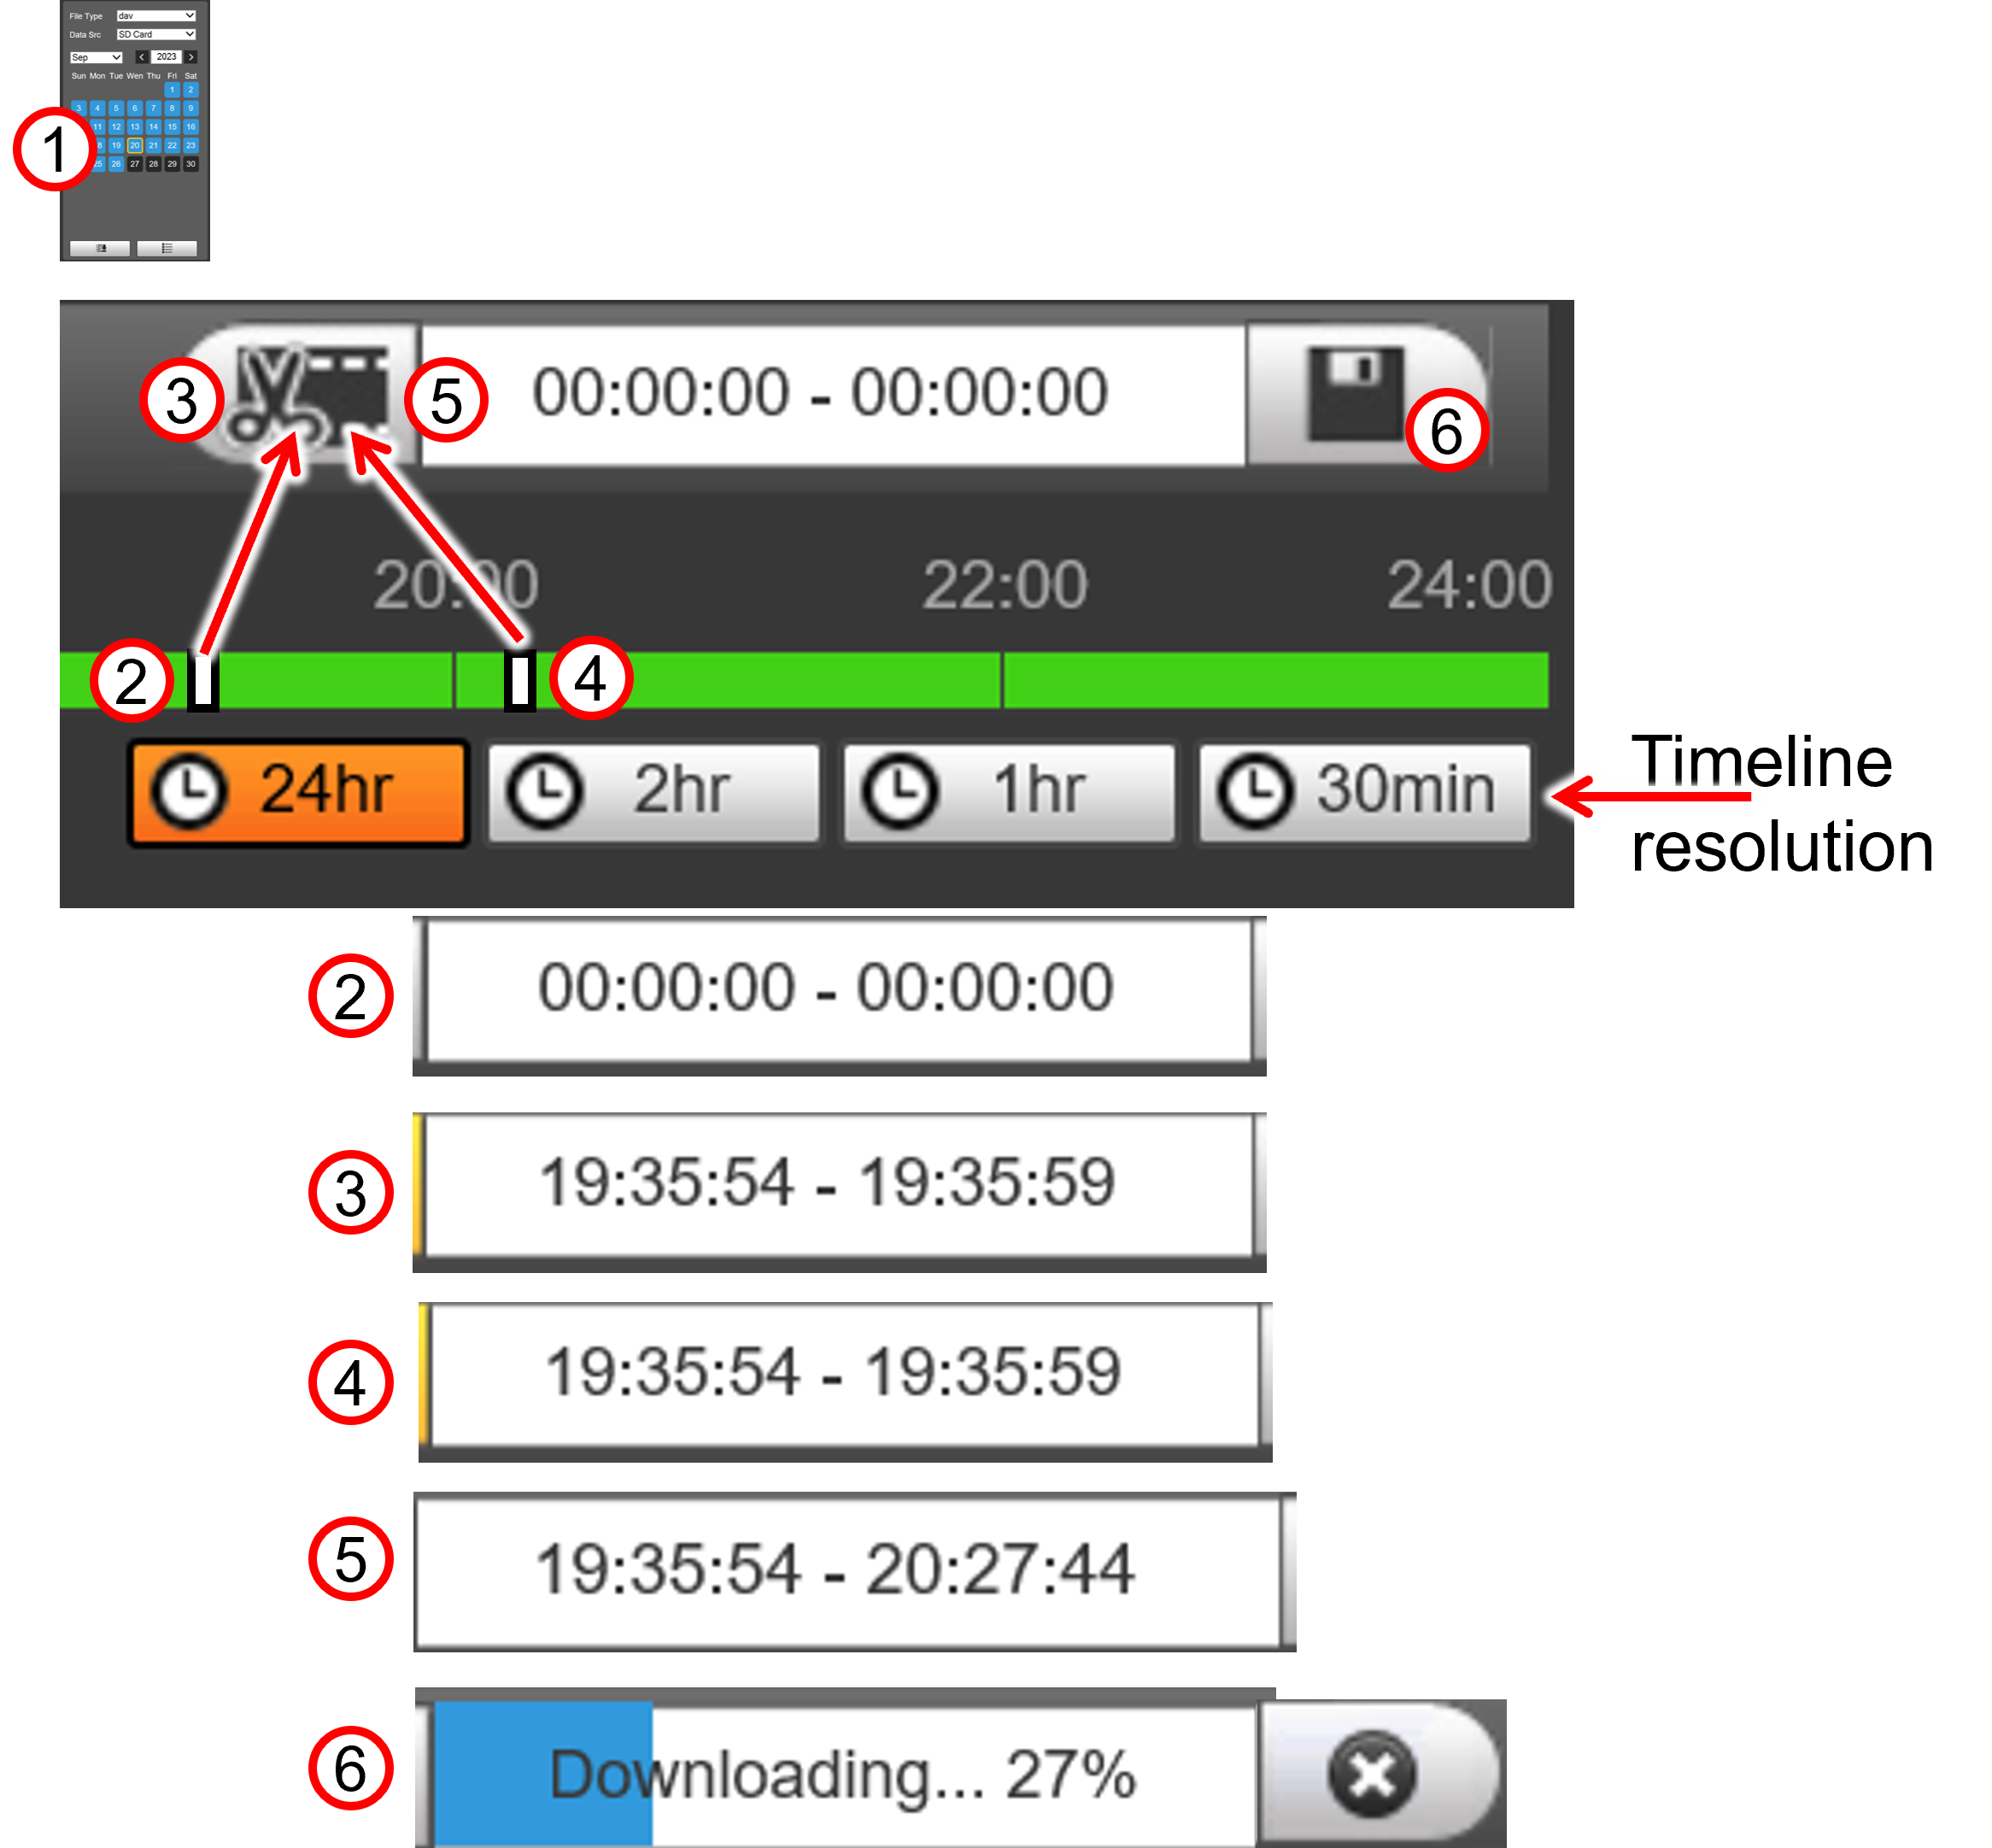 File Type dav
Data Src SD Card
Sep 2023
Sun Mon Tue Wen Thu Fri Sat
1 2
3 4 5 6 7 8 9
11 12 13 14 15 16
1
8 19 20 21 22 23
25 26 27 28 29 30
3 5 00:00:00 - 00:00:00 6
20:00 22:00 24:00
2 4
24hr 2hr 1hr 30min
Timeline
resolution
2 00:00:00 - 00:00:00
3 19:35:54 - 19:35:59
4 19:35:54 - 19:35:59
5 19:35:54 - 20:27:44
6 Downloading... 27%